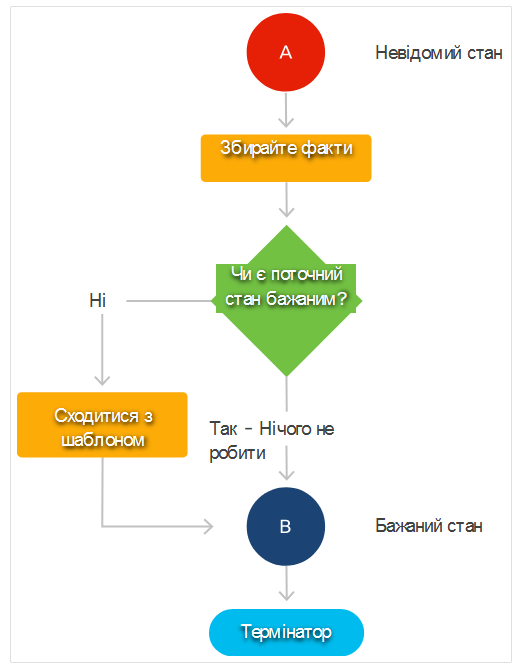 A
Невідомий стан
Збирайте факти
Чи є поточний
стан бажаним?
Ні
Сходитися з
шаблоном
Так - Нічого не
робити
B
Бажаний стан
Термінатор